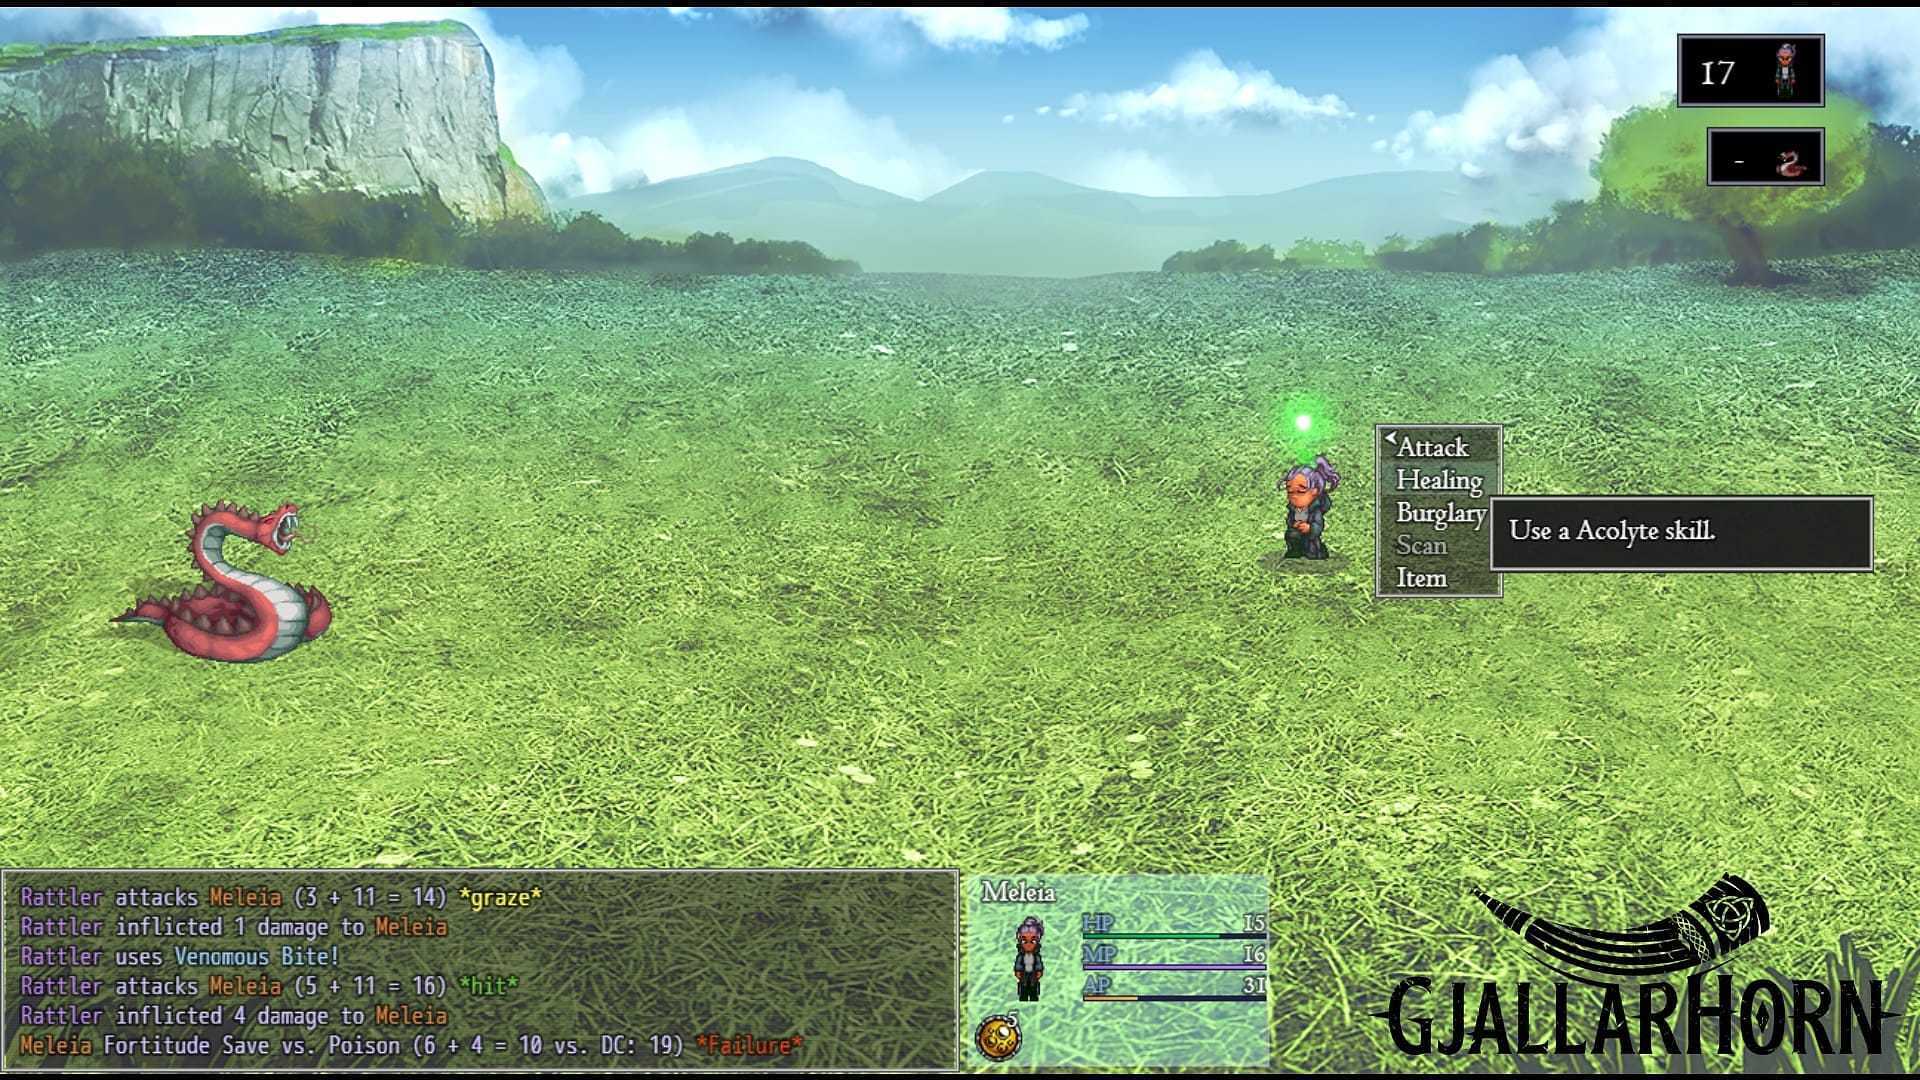 17
-
Attack
Healing
Burglary
Scan
Item
Use a Acolyte skill.
Rattler attacks Meleia (3 + 11 = 14) *graze*
Rattler inflicted 1 damage to Meleia
Rattler uses Venomous Bite!
Rattler attacks Meleia (5 + 11 = 16) *hit*
Rattler inflicted 4 damage to Meleia
Meleia Fortitude Save vs. Poison (6 + 4 = 10 vs. DC: 19) *Failure*
Meleia
HP 15
MP 16
AP 31
5
GJALLARHORN